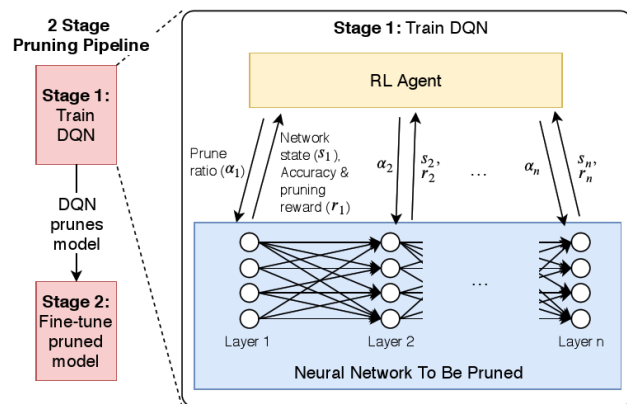 2 Stage
Pruning Pipeline
Stage 1:
Train
DQN
DQN
prunes
model
Stage 2:
Fine-tune
pruned
model
Stage 1: Train DQN
RL Agent
Prune
ratio (α₁)
Network
state (s₁),
Accuracy &
pruning
reward (r₁)
α₂
s₂,
r₂
...
αₙ
sₙ,
rₙ
...
Layer 1
Layer 2
Layer n
Neural Network To Be Pruned